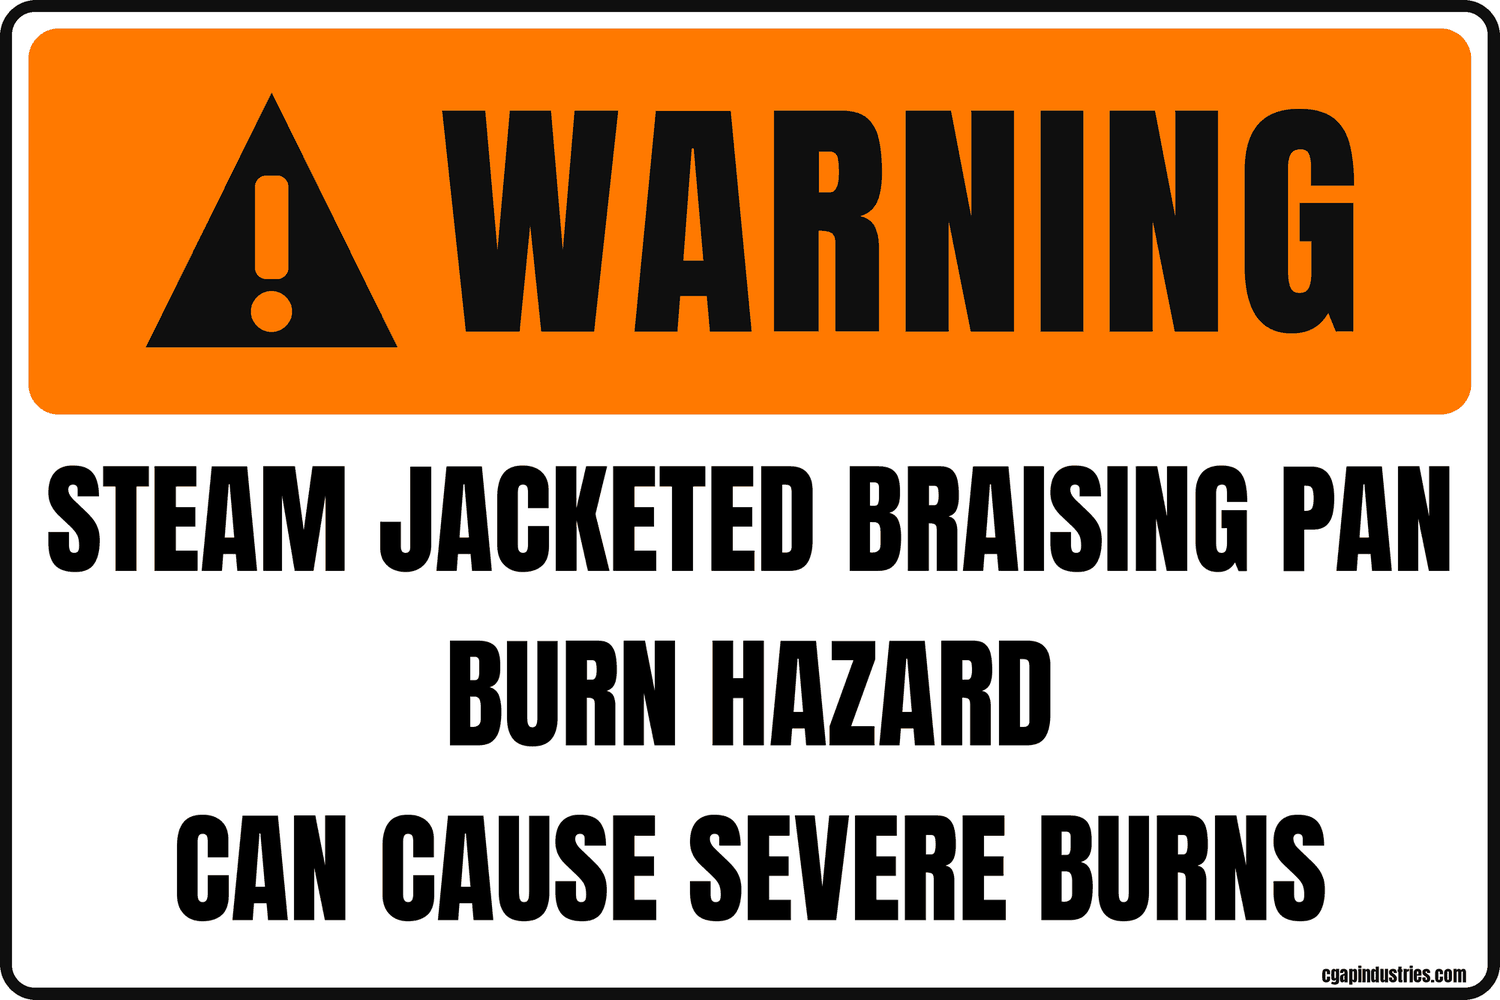 WARNING
STEAM JACKETED BRAISING PAN
BURN HAZARD
CAN CAUSE SEVERE BURNS
cgapindustries.com